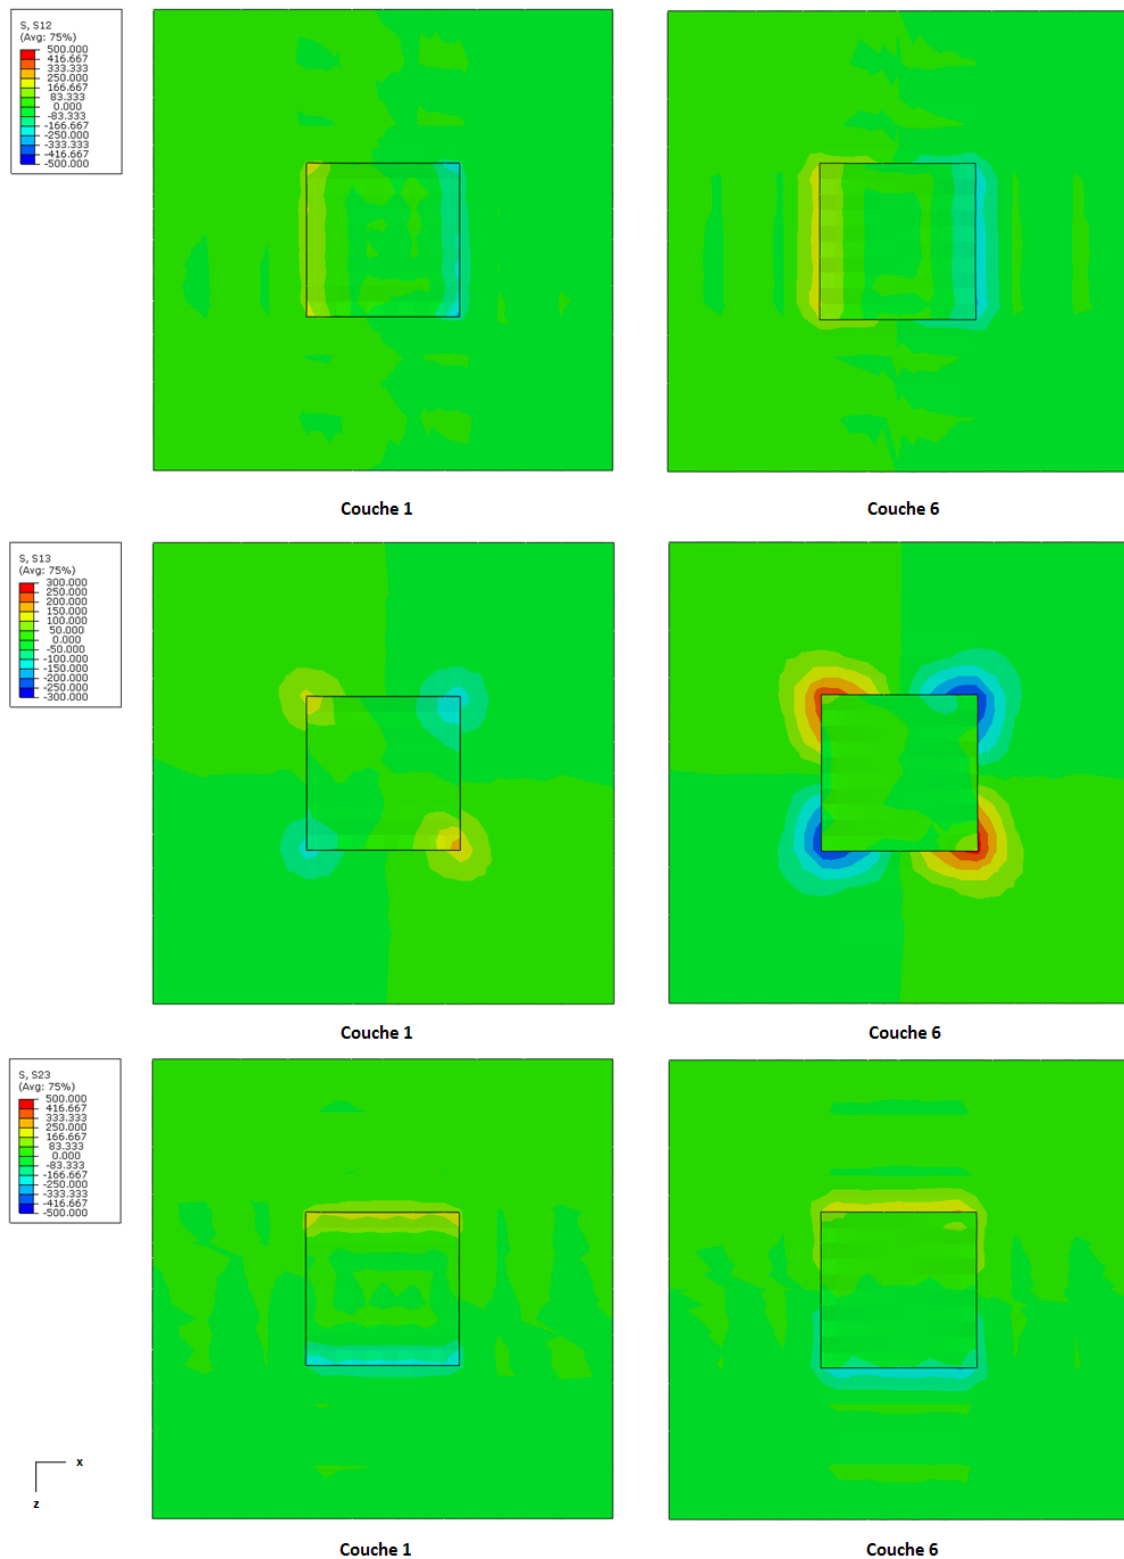 S, S12
(Avg: 75%)
500.000
416.667
333.333
250.000
166.667
83.333
0.000
-83.333
-166.667
-250.000
-333.333
-416.667
-500.000
Couche 1
Couche 6
S, S13
(Avg: 75%)
300.000
250.000
200.000
150.000
100.000
50.000
0.000
-50.000
-100.000
-150.000
-200.000
-250.000
-300.000
Couche 1
Couche 6
S, S23
(Avg: 75%)
500.000
416.667
333.333
250.000
166.667
83.333
0.000
-83.333
-166.667
-250.000
-333.333
-416.667
-500.000
x
z
Couche 1
Couche 6